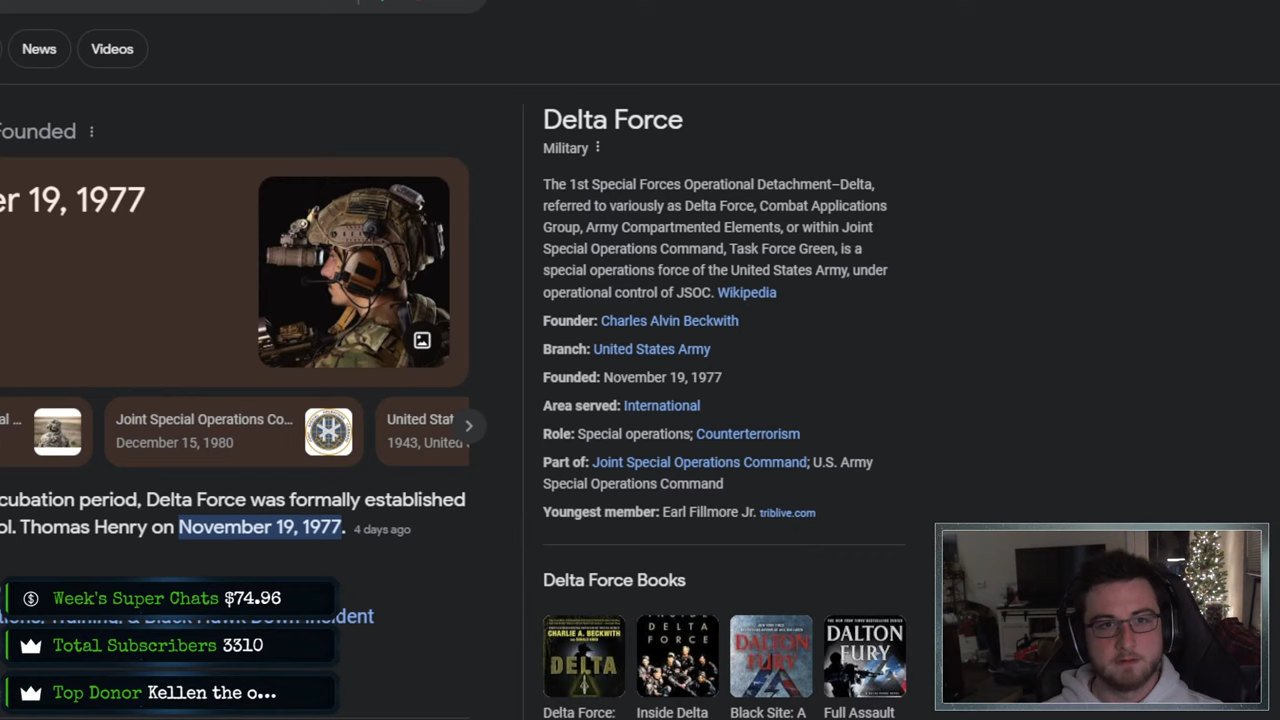 News
Videos
Founded
er 19, 1977
al ...
Joint Special Operations Co...
December 15, 1980
United Stat
1943, United
cubation period, Delta Force was formally established
ol. Thomas Henry on November 19, 1977. 4 days ago
Training, & Black Hawk Down Incident
Week's Super Chats $74.96
Total Subscribers 3310
Top Donor Kellen the o...
Delta Force
Military
The 1st Special Forces Operational Detachment–Delta,
referred to variously as Delta Force, Combat Applications
Group, Army Compartmented Elements, or within Joint
Special Operations Command, Task Force Green, is a
special operations force of the United States Army, under
operational control of JSOC. Wikipedia
Founder: Charles Alvin Beckwith
Branch: United States Army
Founded: November 19, 1977
Area served: International
Role: Special operations; Counterterrorism
Part of: Joint Special Operations Command; U.S. Army
Special Operations Command
Youngest member: Earl Fillmore Jr. triblive.com
Delta Force Books
CHARLIE A. BECKWITH
DELTA
INSIDE
DELTA
FORCE
DALTON
FURY
DALTON
FURY
Delta Force:
Inside Delta
Black Site: A
Full Assault